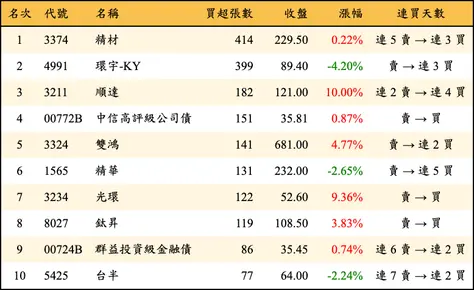 名次 代號 名稱 買超張數 收盤 漲幅 連買天數
1 3374 精材 414 229.50 0.22% 連 5 賣 → 連 3 買
2 4991 環宇-KY 399 89.40 -4.20% 賣 → 連 3 買
3 3211 順達 182 121.00 10.00% 連 2 賣 → 連 4 買
4 00772B 中信高評級公司債 151 35.81 0.87% 賣 → 買
5 3324 雙鴻 141 681.00 4.77% 賣 → 連 2 買
6 1565 精華 131 232.00 -2.65% 賣 → 連 5 買
7 3234 光環 122 52.60 9.36% 賣 → 買
8 8027 鈦昇 119 108.50 3.83% 賣 → 買
9 00724B 群益投資級金融債 86 35.45 0.74% 連 6 賣 → 連 2 買
10 5425 台半 77 64.00 -2.24% 連 7 賣 → 連 2 買